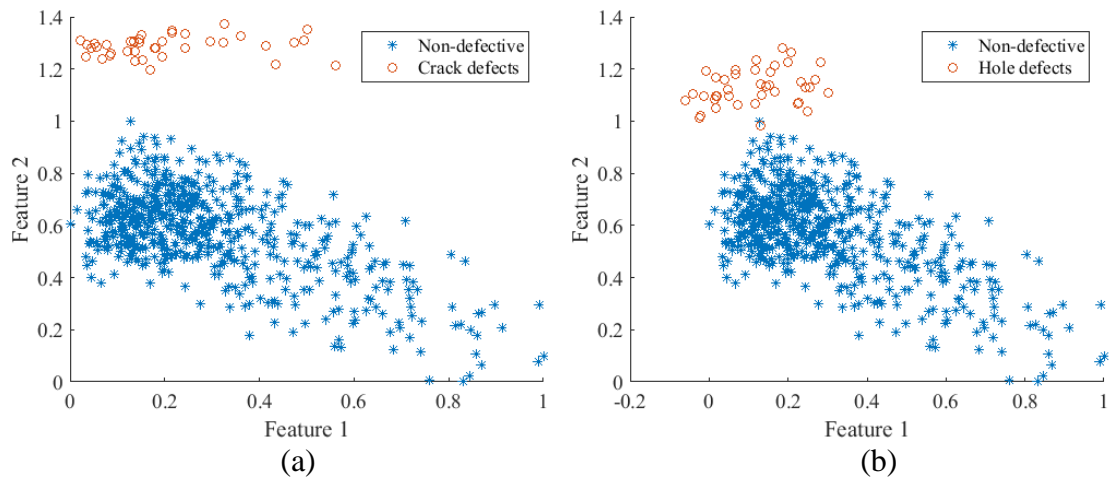 1.4
1.2
1
0.8
0.6
0.4
0.2
0
Feature 2
Non-defective
Crack defects
0 0.2 0.4 0.6 0.8 1
Feature 1
(a)
1.4
1.2
1
0.8
0.6
0.4
0.2
0
Feature 2
Non-defective
Hole defects
-0.2 0 0.2 0.4 0.6 0.8 1
Feature 1
(b)